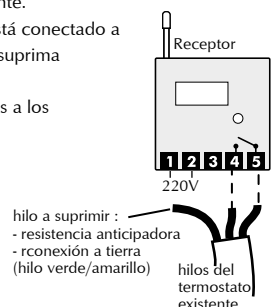 nte.
stá conectado a
suprima
s a los
Receptor
1 2 3 4 5
220V
hilo a suprimir :
- resistencia anticipadora
- rconexión a tierra
(hilo verde/amarillo)
hilos del
termostato
existente